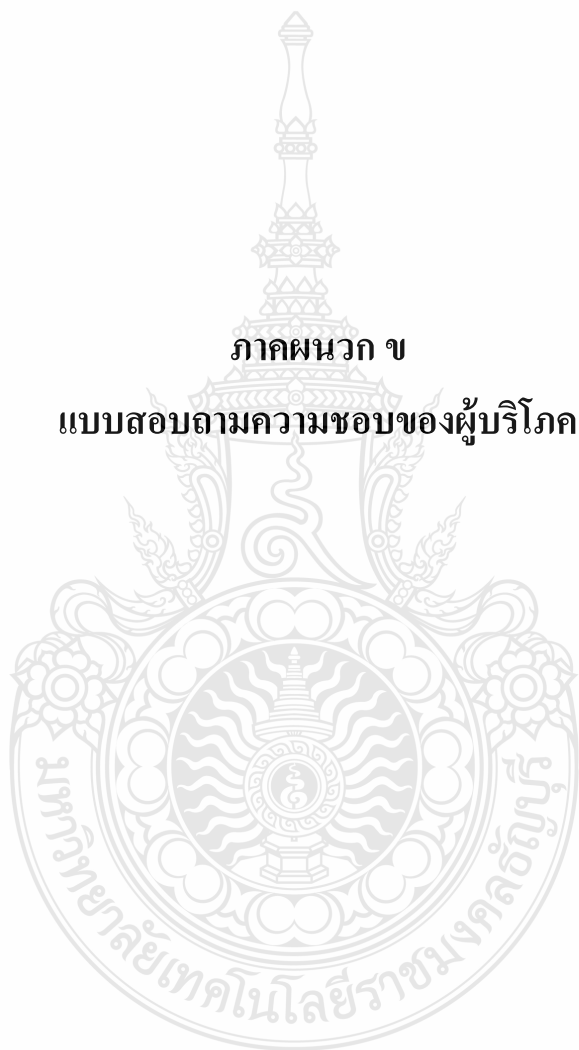 ภาคผนวก ข
แบบสอบถามความชอบของผู้บริโภค
มหาวิทยาลัยเทคโนโลยีราชมงคลธัญบุรี